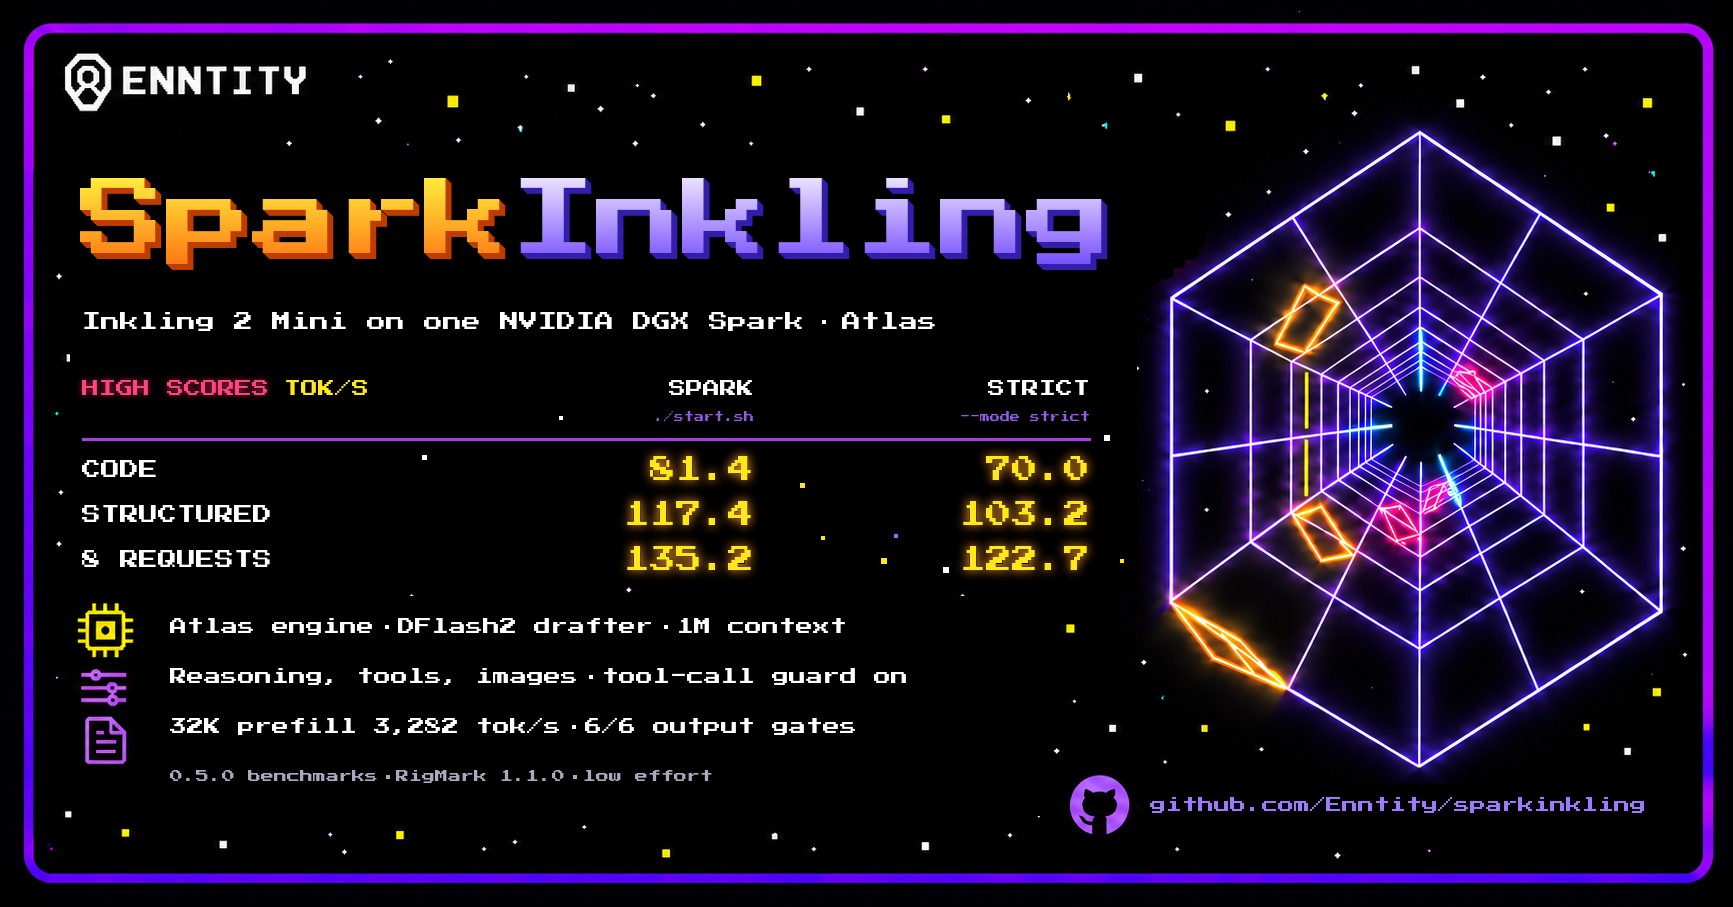 ENNTITY
SparkInkling
Inkling 2 Mini on one NVIDIA DGX Spark · Atlas
HIGH SCORES TOK/S SPARK STRICT
./start.sh --mode strict
CODE 81.4 70.0
STRUCTURED 117.4 103.2
& REQUESTS 135.2 122.7
Atlas engine · DFlash2 drafter · 1M context
Reasoning, tools, images · tool-call guard on
32K prefill 3,282 tok/s · 6/6 output gates
0.5.0 benchmarks · RigMark 1.1.0 · low effort
github.com/Enntity/sparkinkling